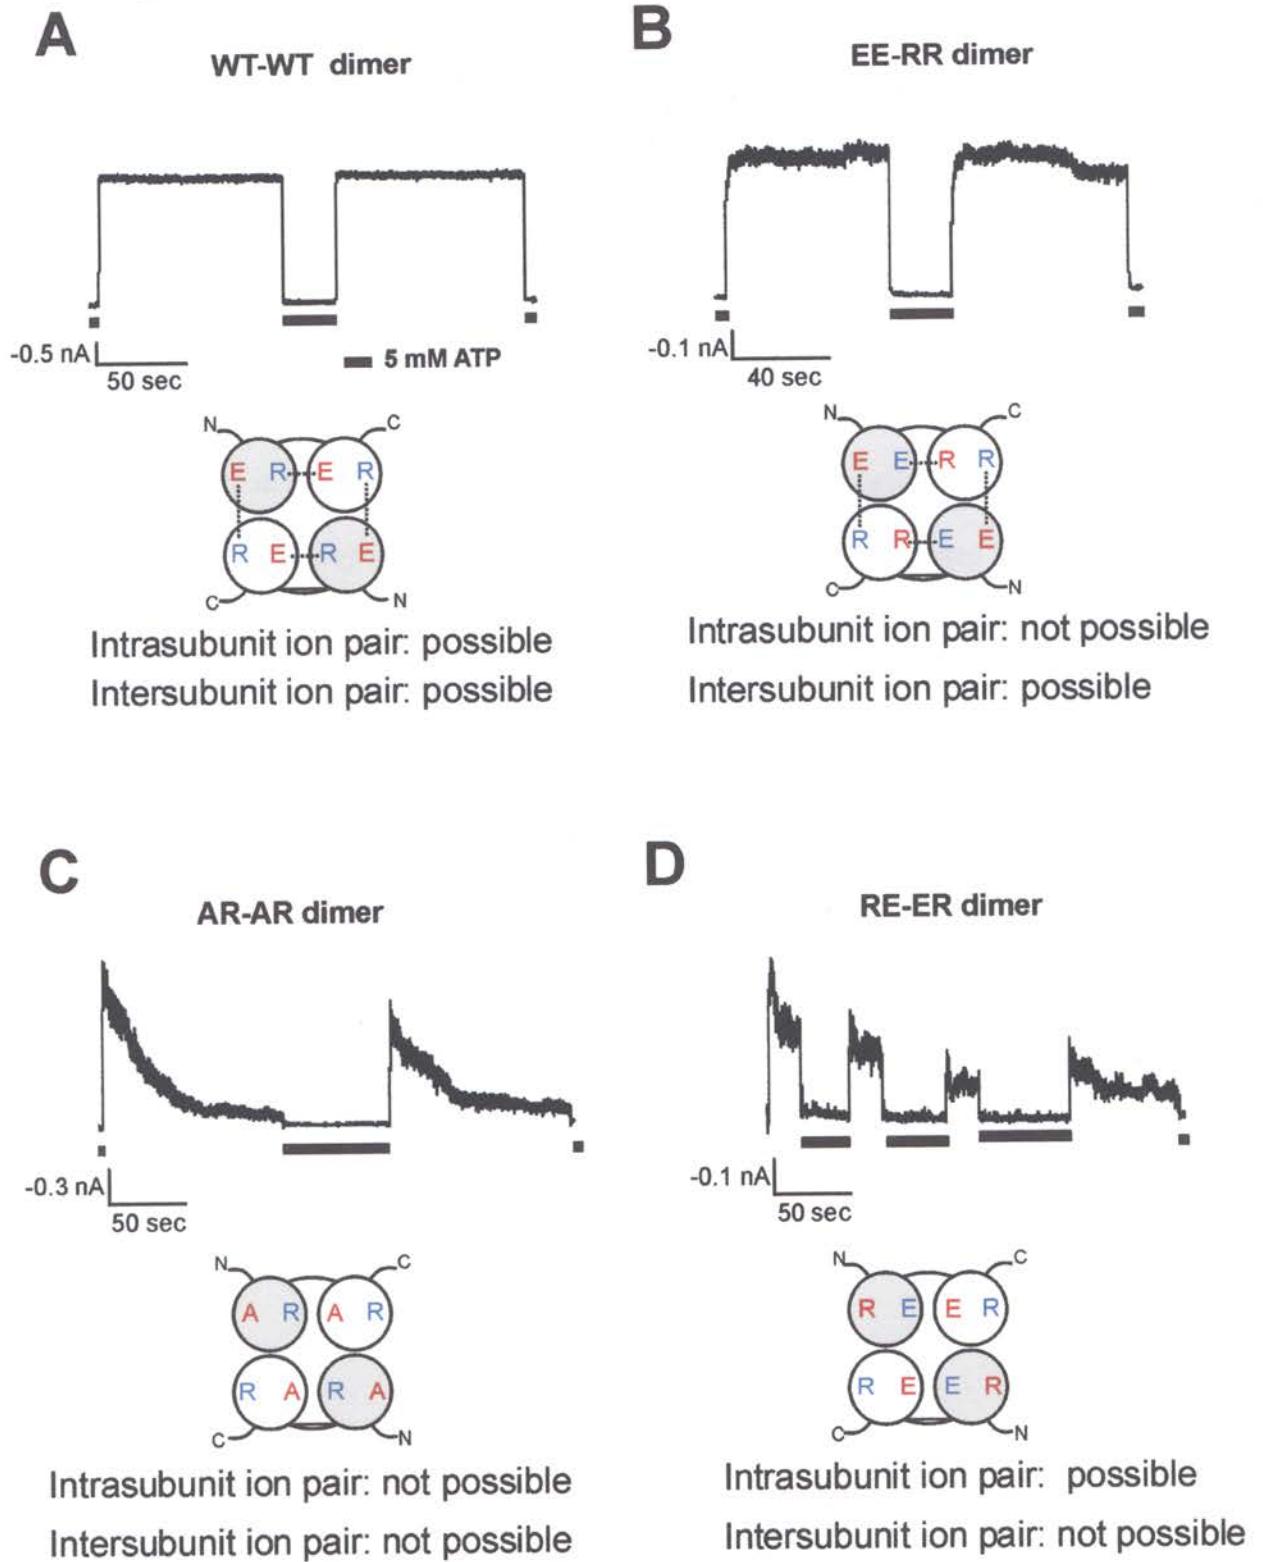 A
WT-WT dimer
-0.5 nA
50 sec
5 mM ATP
N
C
E R E R
R E R E
C
N
Intrasubunit ion pair: possible
Intersubunit ion pair: possible
B
EE-RR dimer
-0.1 nA
40 sec
N
C
E E R R
R R E E
C
N
Intrasubunit ion pair: not possible
Intersubunit ion pair: possible
C
AR-AR dimer
-0.3 nA
50 sec
N
C
A R A R
R A R A
C
N
Intrasubunit ion pair: not possible
Intersubunit ion pair: not possible
D
RE-ER dimer
-0.1 nA
50 sec
N
C
R E E R
R E E R
C
N
Intrasubunit ion pair: possible
Intersubunit ion pair: not possible